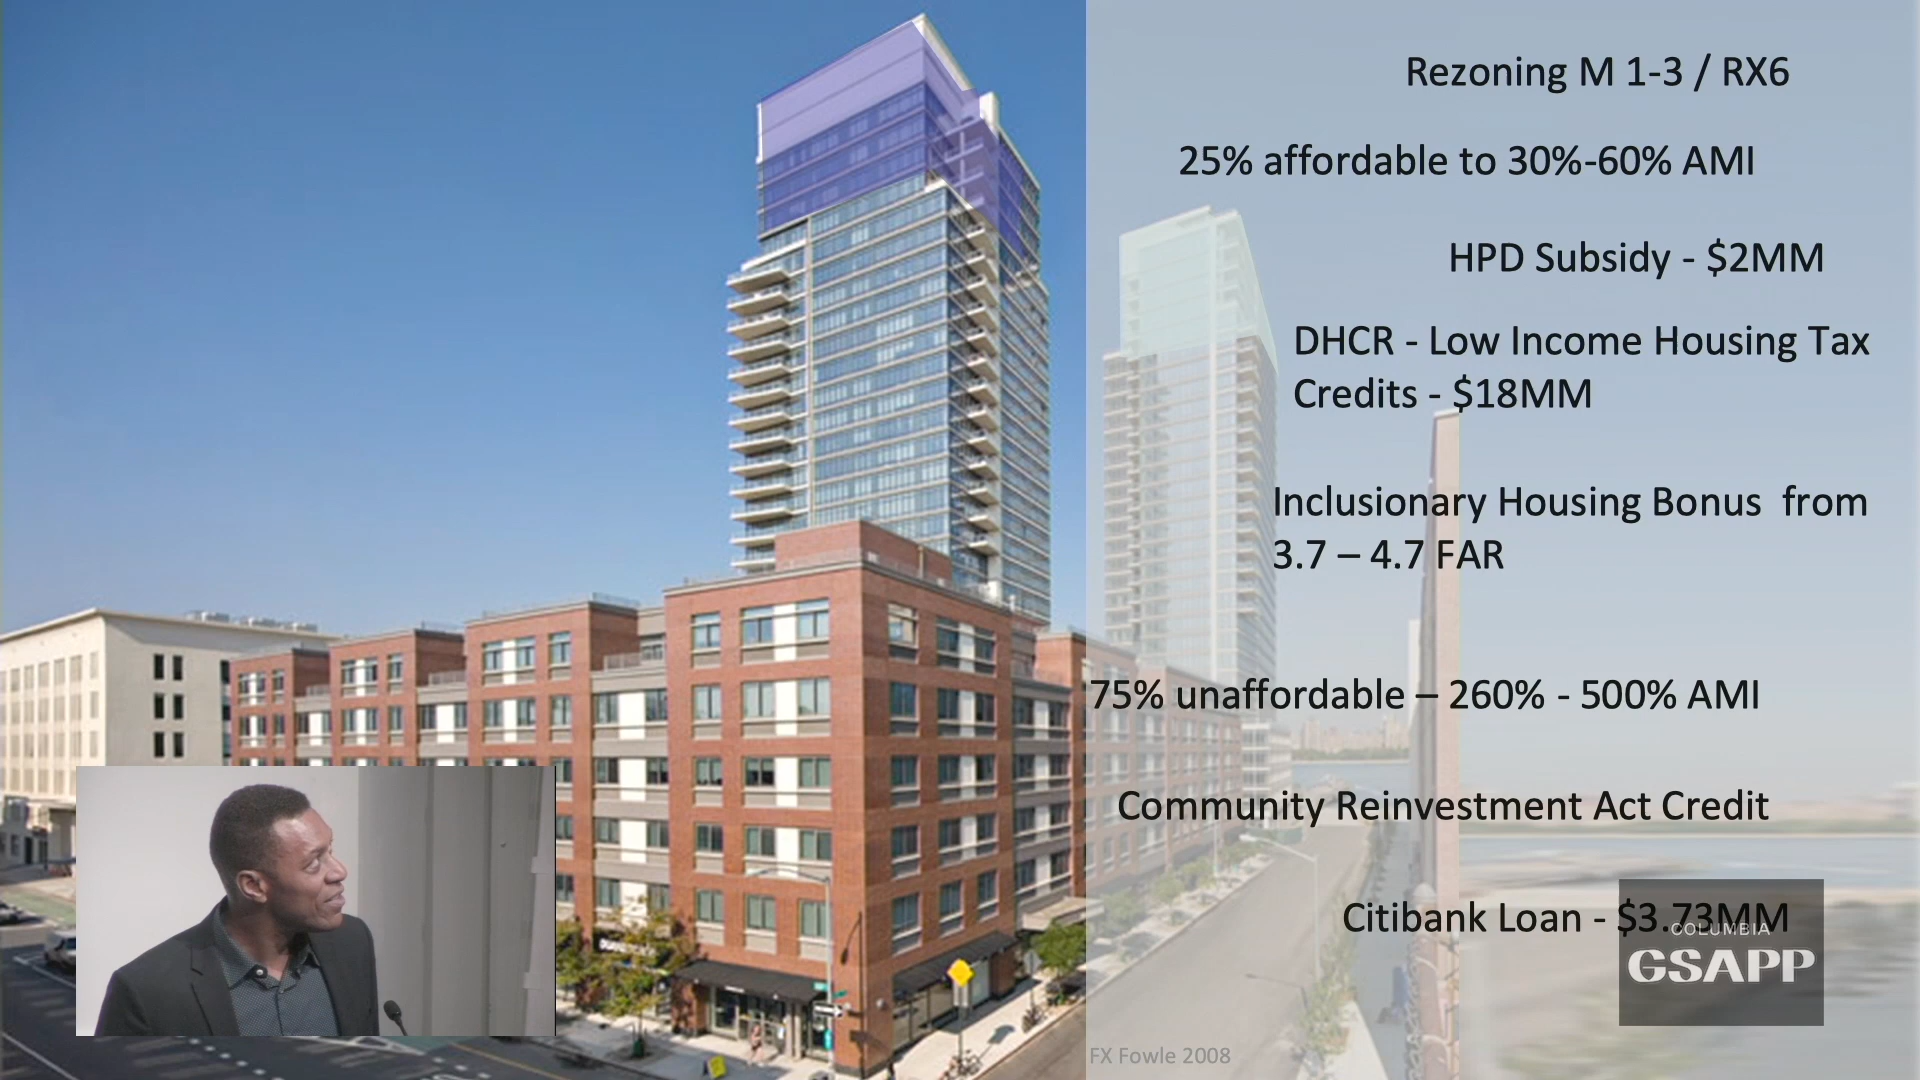 Rezoning M 1-3 / RX6
25% affordable to 30%-60% AMI
HPD Subsidy - $2MM
DHCR - Low Income Housing Tax
Credits - $18MM
Inclusionary Housing Bonus from
3.7 – 4.7 FAR
75% unaffordable – 260% - 500% AMI
Community Reinvestment Act Credit
Citibank Loan - $3.73MM
COLUMBIA
GSAPP
FX Fowle 2008